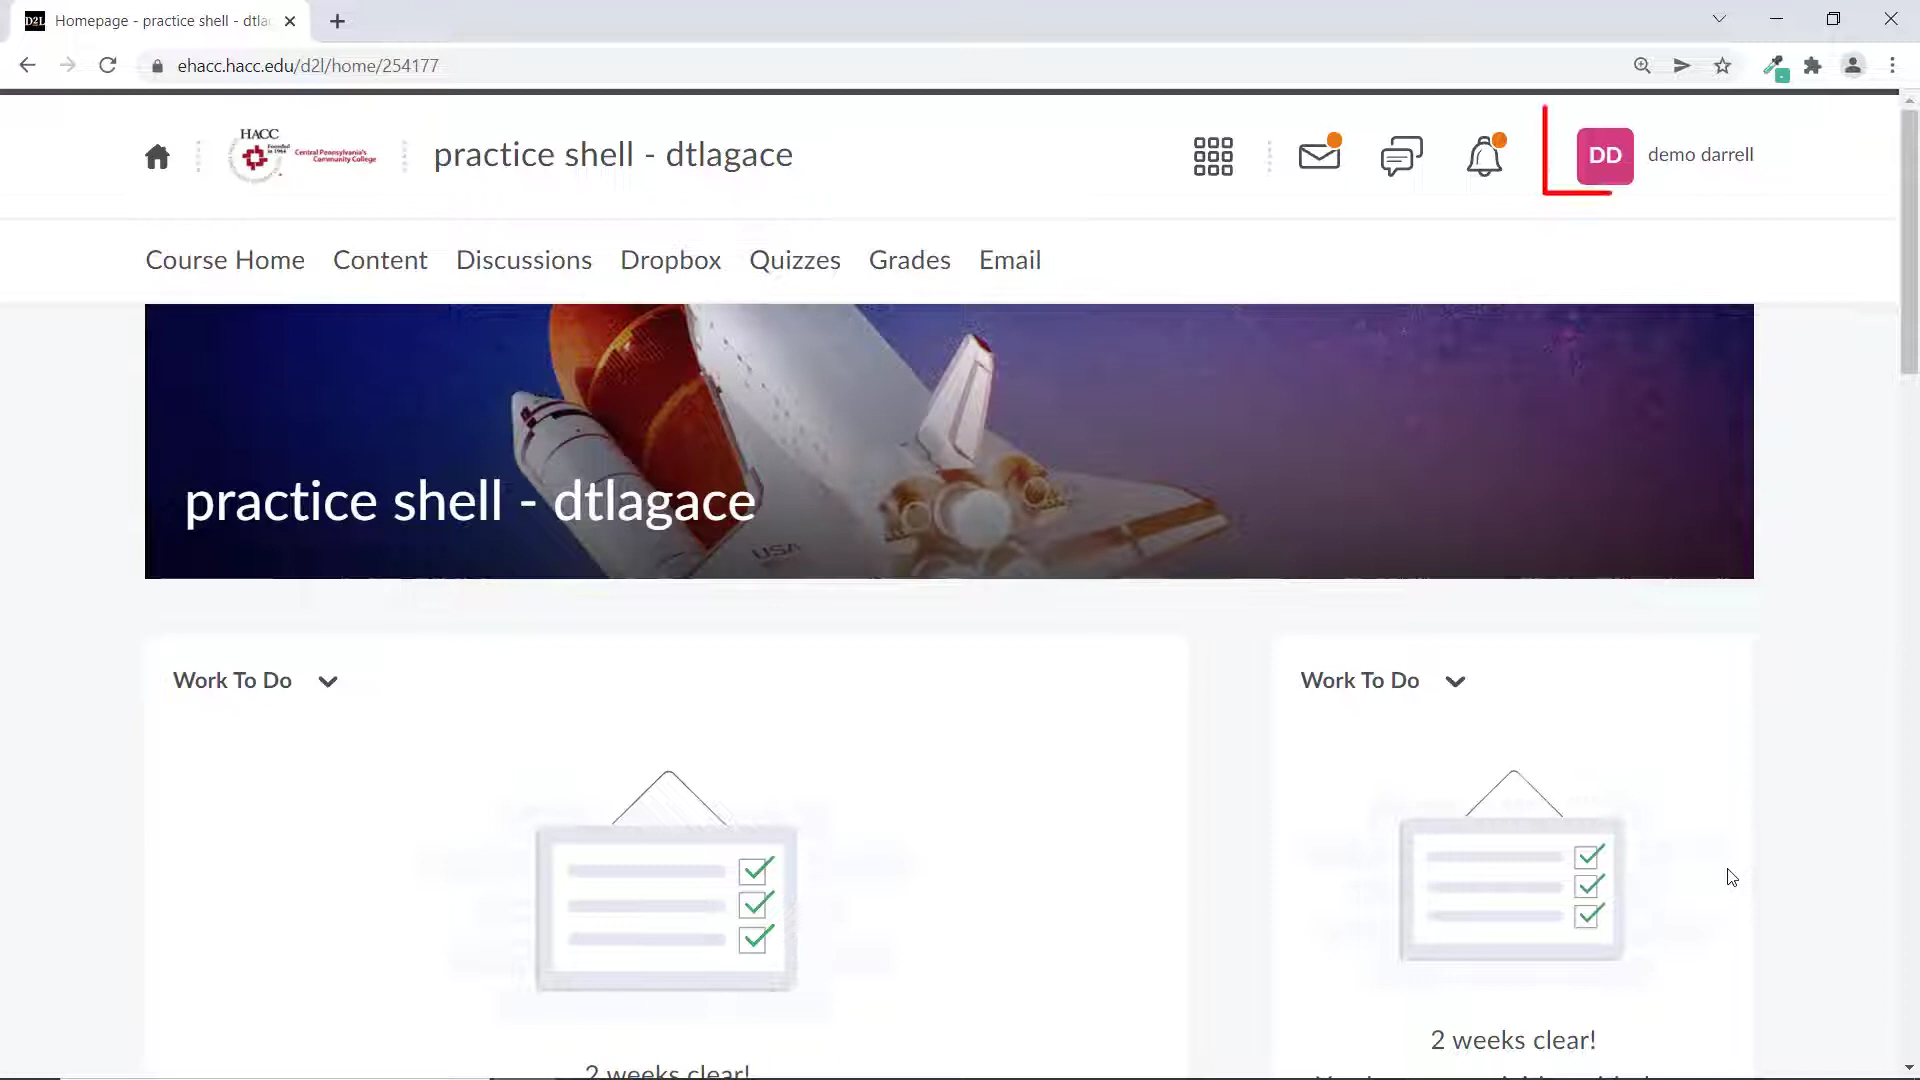 D2L Homepage - practice shell - dtla
ehacc.hacc.edu/d2l/home/254177
HACC
Founded
in 1964
Central Pennsylvania's
Community College
practice shell - dtlagace
DD demo darrell
Course Home Content Discussions Dropbox Quizzes Grades Email
USA
practice shell - dtlagace
Work To Do
Work To Do
2 weeks clear!
2 weeks clear!